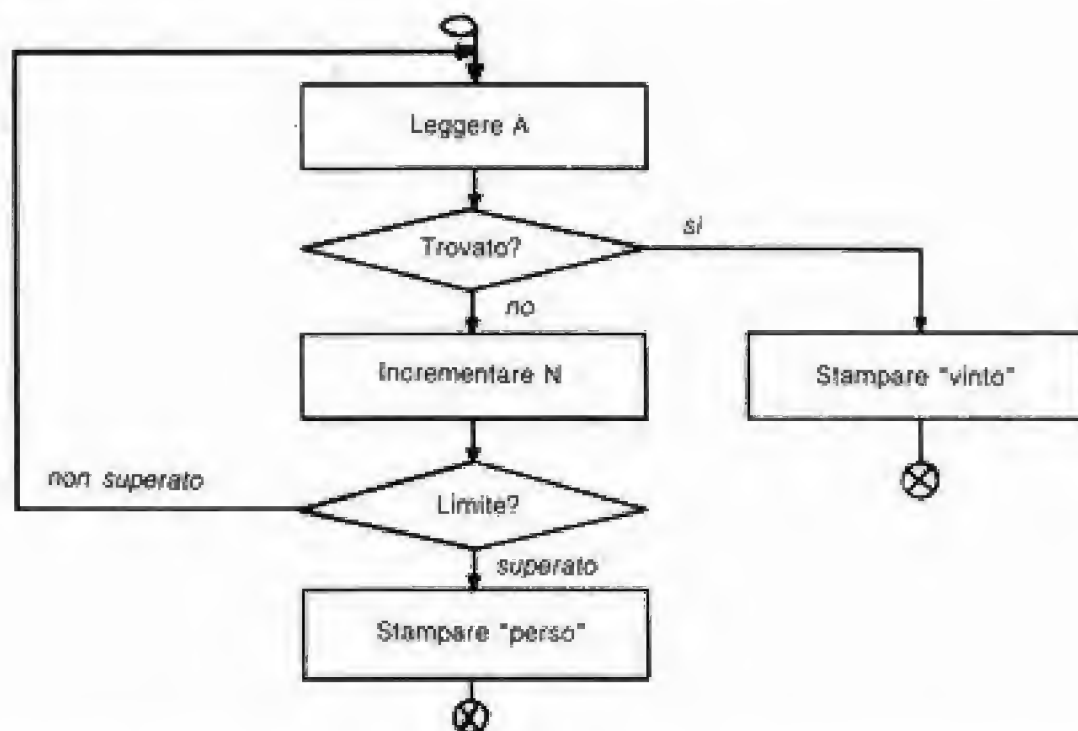 Leggere A
Trovato?
si
no
Incrementare N
Stampare "vinto"
non superato
Limite?
superato
Stampare "perso"